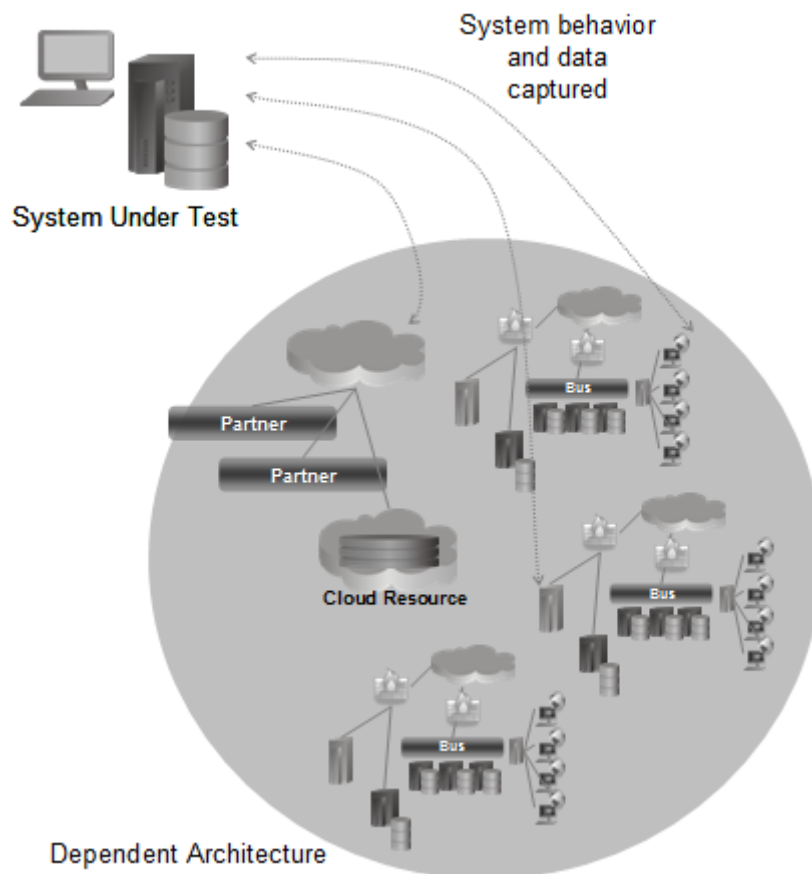 System behavior
and data
captured
System Under Test
Bus
Partner
Partner
Cloud Resource
Bus
Bus
Dependent Architecture